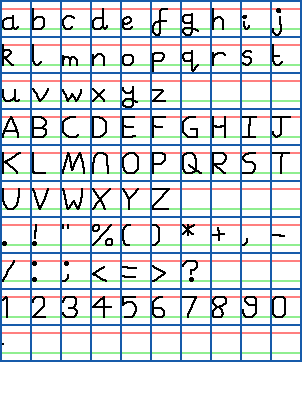 a b c d e f g h i j
k l m n o p q r s t
u v w x y z
A B C D E F G H I J
K L M N O P Q R S T
U V W X Y Z
. ! " % ( ) * + , -
/ : ; < = > ?
1 2 3 4 5 6 7 8 9 0
.